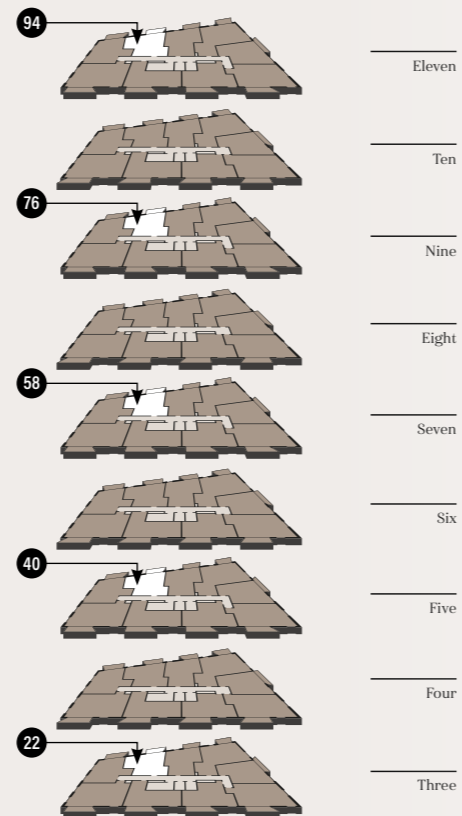 94
Eleven
Ten
76
Nine
Eight
58
Seven
Six
40
Five
Four
22
Three